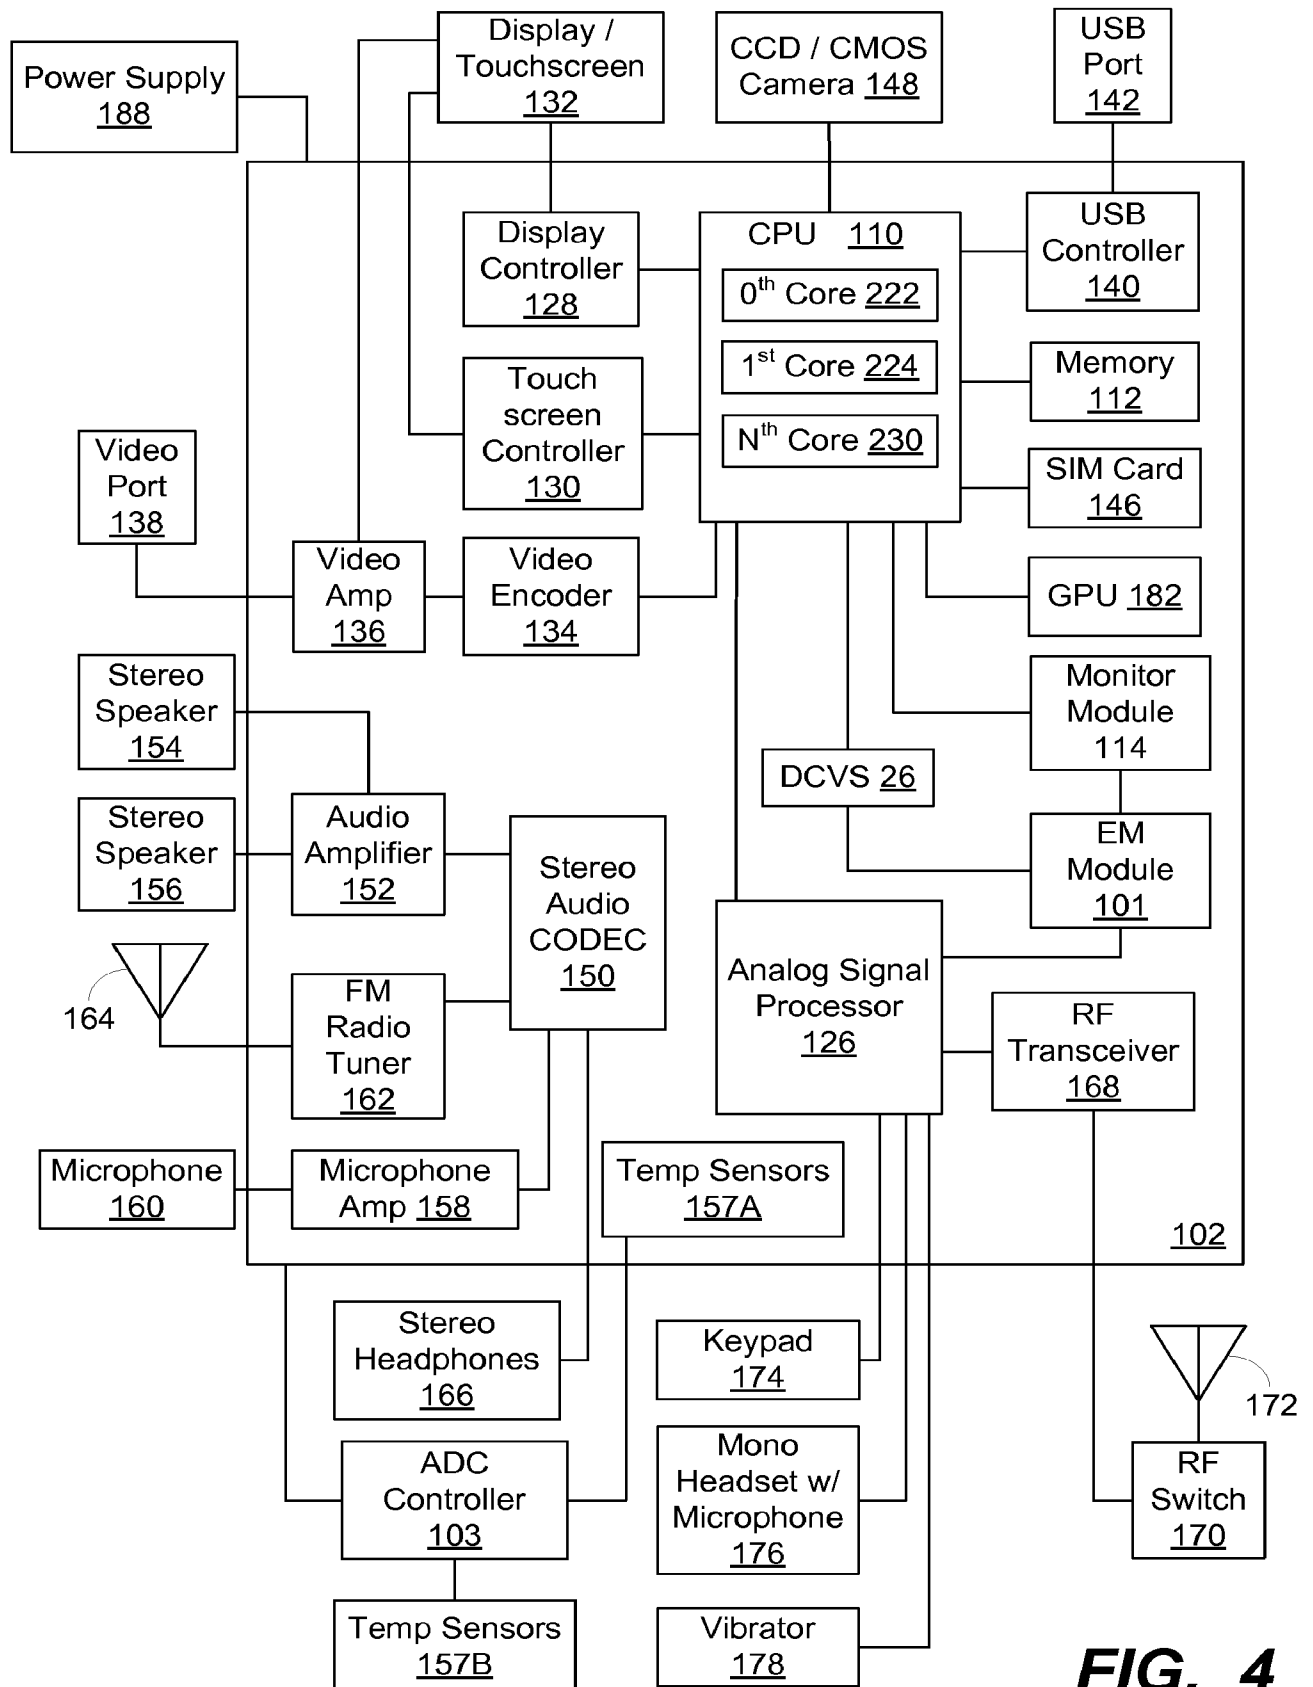 Power Supply
188
Display /
Touchscreen
132
CCD / CMOS
Camera 148
USB
Port
142
Display
Controller
128
CPU 110
0th Core 222
1st Core 224
Nth Core 230
USB
Controller
140
Touch
screen
Controller
130
Memory
112
SIM Card
146
Video
Port
138
Video
Amp
136
Video
Encoder
134
GPU 182
Stereo
Speaker
154
Monitor
Module
114
DCVS 26
Stereo
Speaker
156
Audio
Amplifier
152
Stereo
Audio
CODEC
150
EM
Module
101
164
FM
Radio
Tuner
162
Analog Signal
Processor
126
RF
Transceiver
168
Microphone
160
Microphone
Amp 158
Temp Sensors
157A
102
Stereo
Headphones
166
Keypad
174
172
ADC
Controller
103
Mono
Headset w/
Microphone
176
RF
Switch
170
Temp Sensors
157B
Vibrator
178
FIG. 4